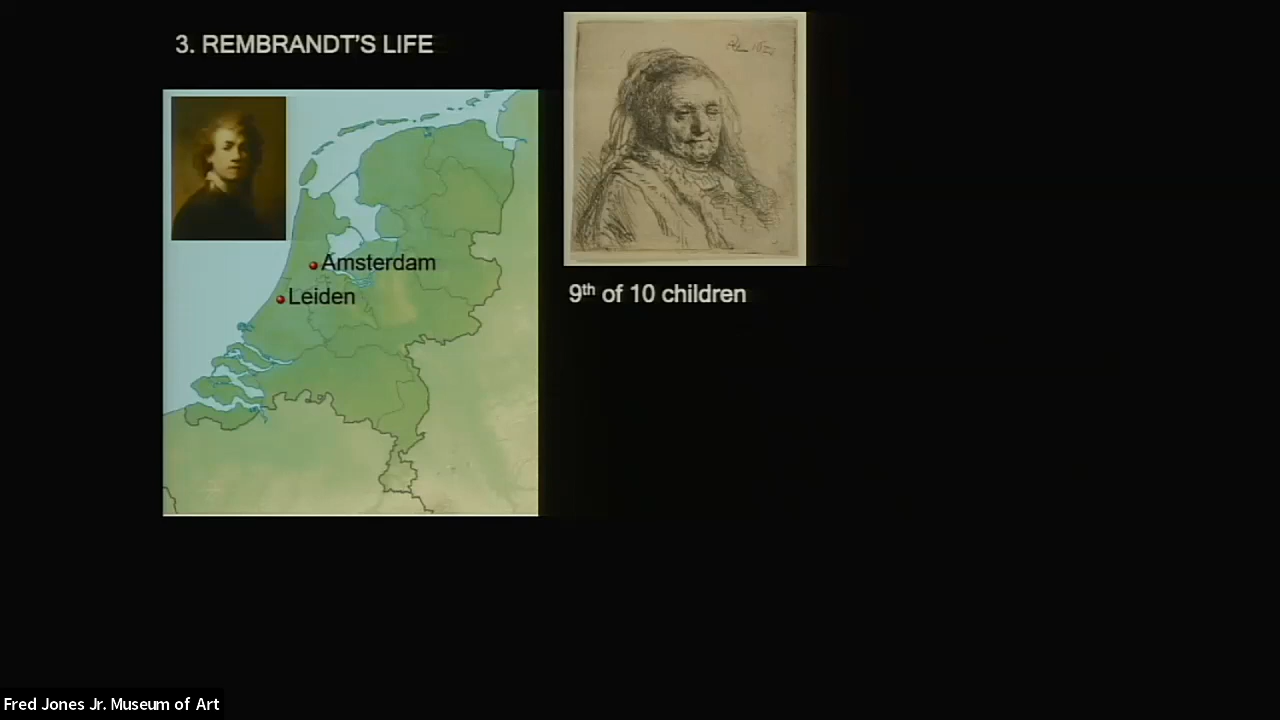 3. REMBRANDT'S LIFE
Amsterdam
Leiden
9th of 10 children
Fred Jones Jr. Museum of Art